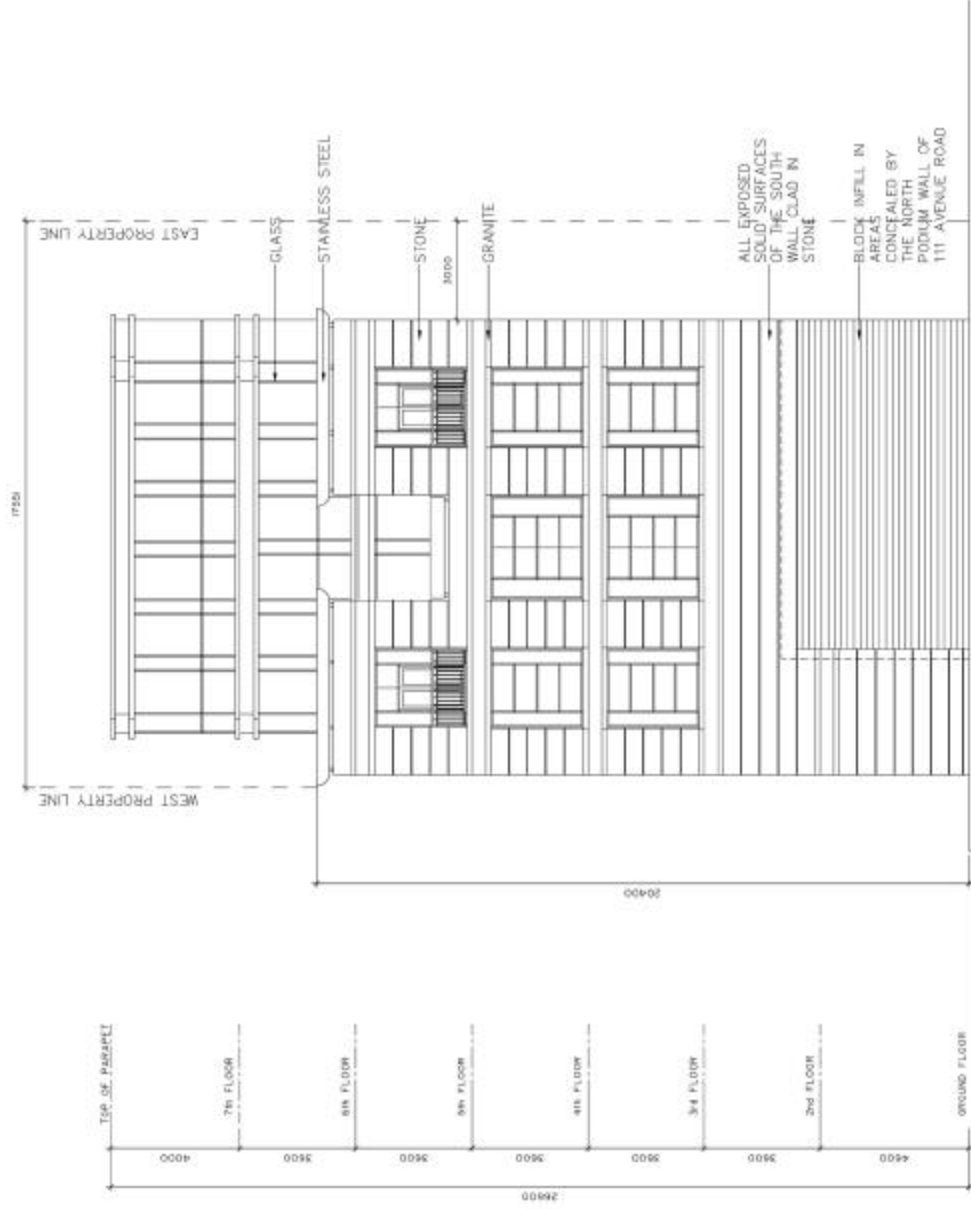 17551
WEST PROPERTY LINE
EAST PROPERTY LINE
GLASS
STAINLESS STEEL
STONE
3000
GRANITE
ALL EXPOSED
SOLID SURFACES
OF THE SOUTH
WALL CLAD IN
STONE
BLOCK INFILL IN
AREAS
CONCEALED BY
THE NORTH
PODIUM WALL OF
111 AVENUE ROAD
20400
TOP OF PARAPET
7th FLOOR
6th FLOOR
5th FLOOR
4th FLOOR
3rd FLOOR
2nd FLOOR
GROUND FLOOR
4000
3600
3600
3600
3600
3600
4600
26600